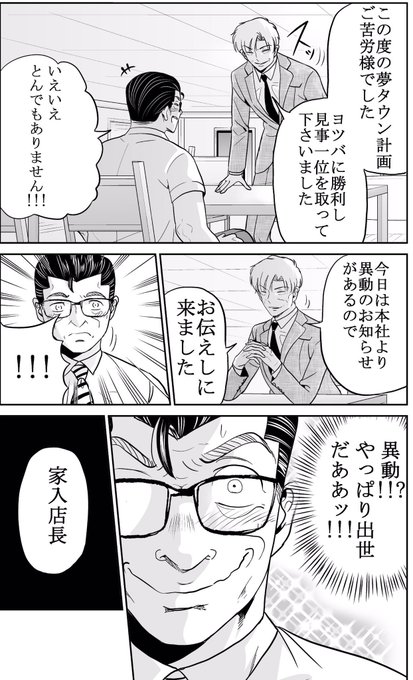 この度の夢タウン計画
ご苦労様でした
ヨツバに勝利し
見事一位を取って
下さいました
いえいえ
とんでもありません!!!
今日は本社より
異動のお知らせ
があるので
お伝えしに
来ました
!!!
異動!!?
やっぱり出世
だああッ!!!
家入店長